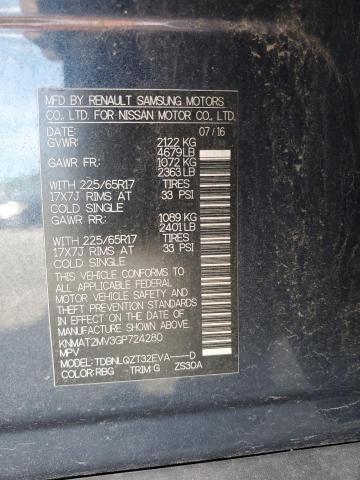 MFD BY RENAULT SAMSUNG MOTORS
CO., LTD. FOR NISSAN MOTOR CO., LTD.
DATE: 07/16
GVWR: 2122 KG
4679LB
GAWR FR: 1072 KG
2363LB
WITH 225/65R17 TIRES
17X7J RIMS AT 33 PSI
COLD SINGLE
GAWR RR: 1089 KG
2401LB
WITH 225/65R17 TIRES
17X7J RIMS AT 33 PSI
COLD SINGLE
THIS VEHICLE CONFORMS TO
ALL APPLICABLE FEDERAL
MOTOR VEHICLE SAFETY AND
THEFT PREVENTION STANDARDS
IN EFFECT ON THE DATE OF
MANUFACTURE SHOWN ABOVE.
KNMAT2MV3GP724280
MPV
MODEL: TDBNLQZT32EVA----D
COLOR: RBG TRIM G ZS30A